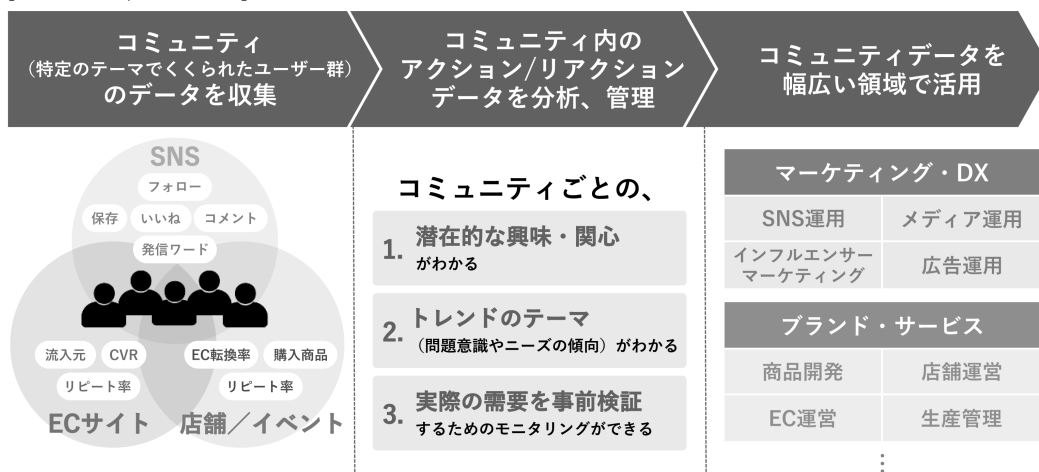 コミュニティ
（特定のテーマでくくられたユーザー群）
のデータを収集
コミュニティ内の
アクション/リアクション
データを分析、管理
コミュニティデータを
幅広い領域で活用
SNS
フォロー
保存
いいね
コメント
発信ワード
流入元
CVR
リピート率
ECサイト
EC転換率
購入商品
リピート率
店舗／イベント
コミュニティごとの、
1. 潜在的な興味・関心
がわかる
2. トレンドのテーマ
（問題意識やニーズの傾向）がわかる
3. 実際の需要を事前検証
するためのモニタリングができる
マーケティング・DX
SNS運用
メディア運用
インフルエンサー
マーケティング
広告運用
ブランド・サービス
商品開発
店舗運営
EC運営
生産管理
⋮